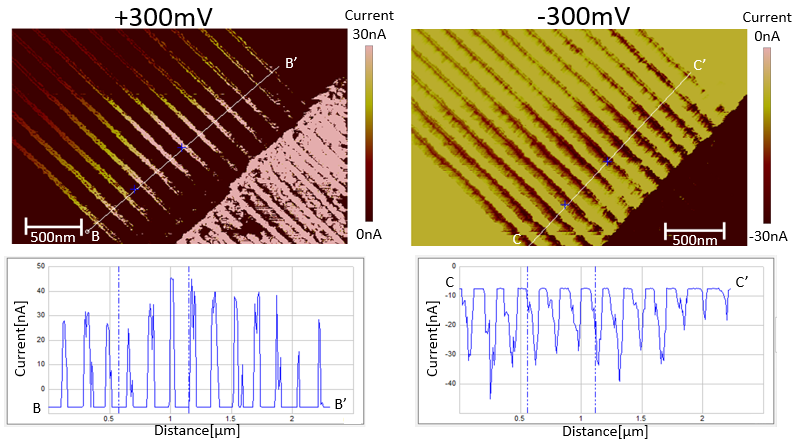 +300mV
-300mV
Current
30nA
0nA
B'
B
500nm
Current
0nA
-30nA
C'
C
500nm
50
40
30
20
10
0
Current[nA]
B
B'
0.5
1
1.5
2
Distance[μm]
0
-10
-20
-30
-40
Current[nA]
C
C'
0.5
1
1.5
2
Distance[μm]